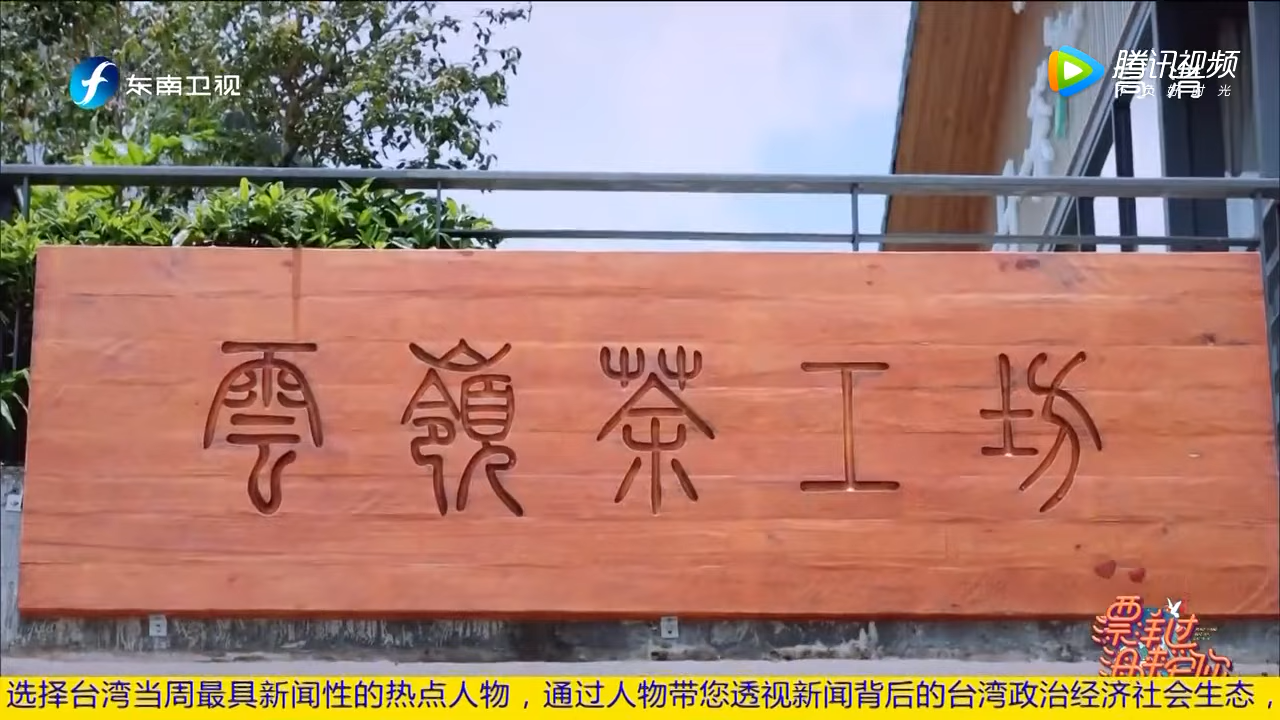 东南卫视
腾讯视频
高清
雲嶺茶工坊
选择台湾当周最具新闻性的热点人物，通过人物带您透视新闻背后的台湾政治经济社会生态，